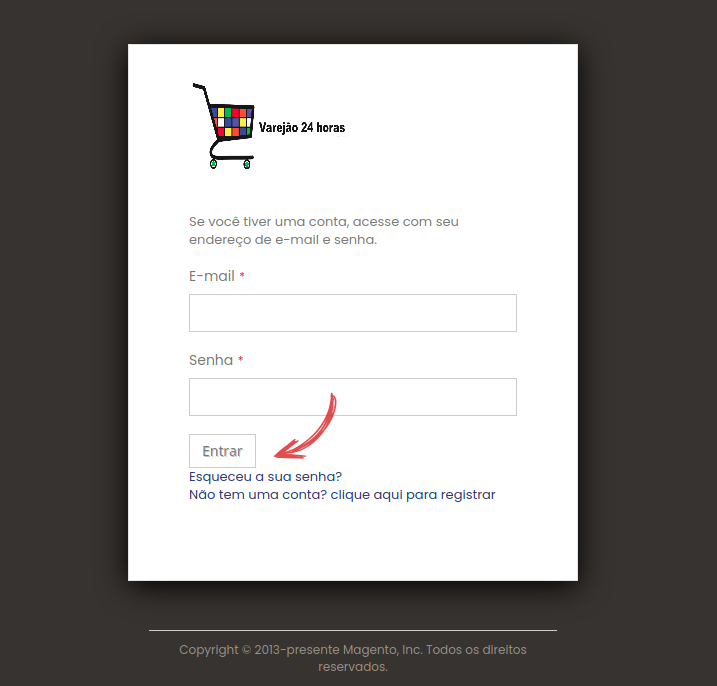 Varejão 24 horas
Se você tiver uma conta, acesse com seu
endereço de e-mail e senha.
E-mail *
Senha *
Entrar
Esqueceu a sua senha?
Não tem uma conta? clique aqui para registrar
Copyright © 2013-presente Magento, Inc. Todos os direitos
reservados.